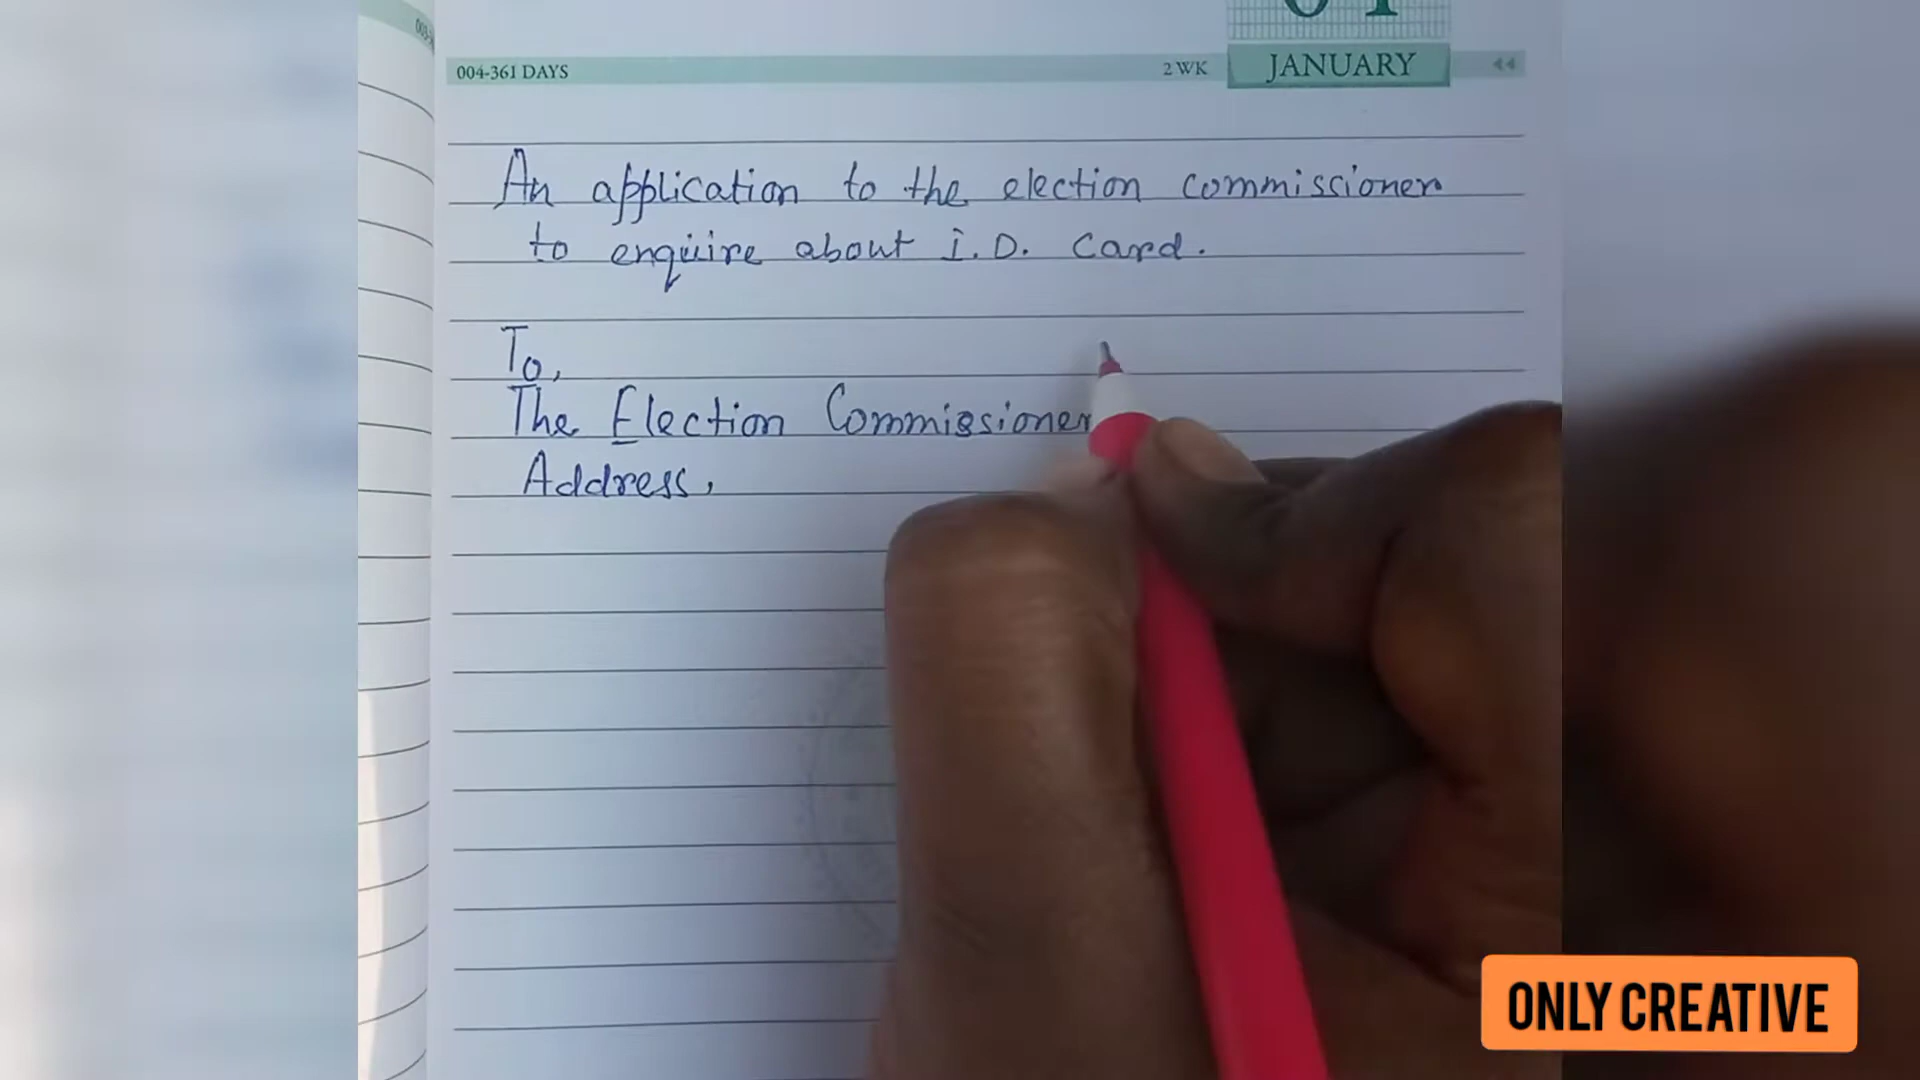 004-361 DAYS
2 WK
JANUARY
An application to the election commissioner
to enquire about i.D. Card.
To,
The Election Commissioner
Address,
ONLY CREATIVE